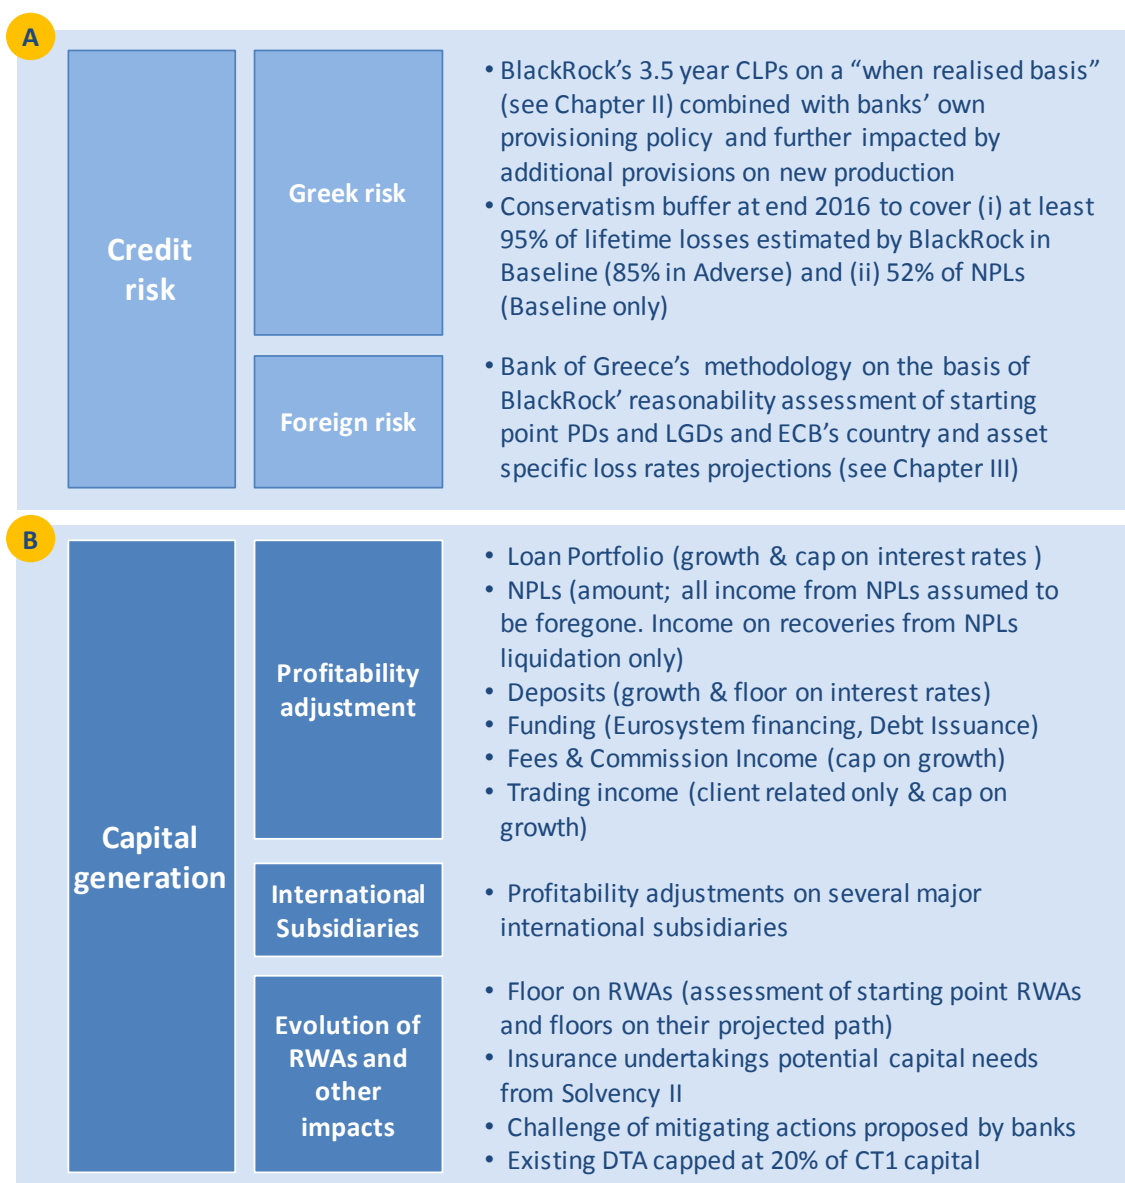 A
Credit
risk
Greek risk
• BlackRock's 3.5 year CLPs on a “when realised basis”
(see Chapter II) combined with banks' own
provisioning policy and further impacted by
additional provisions on new production
• Conservatism buffer at end 2016 to cover (i) at least
95% of lifetime losses estimated by BlackRock in
Baseline (85% in Adverse) and (ii) 52% of NPLs
(Baseline only)
Foreign risk
• Bank of Greece's methodology on the basis of
BlackRock' reasonability assessment of starting
point PDs and LGDs and ECB's country and asset
specific loss rates projections (see Chapter III)
B
Capital
generation
Profitability
adjustment
• Loan Portfolio (growth & cap on interest rates )
• NPLs (amount; all income from NPLs assumed to
be foregone. Income on recoveries from NPLs
liquidation only)
• Deposits (growth & floor on interest rates)
• Funding (Eurosystem financing, Debt Issuance)
• Fees & Commission Income (cap on growth)
• Trading income (client related only & cap on
growth)
International
Subsidiaries
• Profitability adjustments on several major
international subsidiaries
Evolution of
RWAs and
other
impacts
• Floor on RWAs (assessment of starting point RWAs
and floors on their projected path)
• Insurance undertakings potential capital needs
from Solvency II
• Challenge of mitigating actions proposed by banks
• Existing DTA capped at 20% of CT1 capital